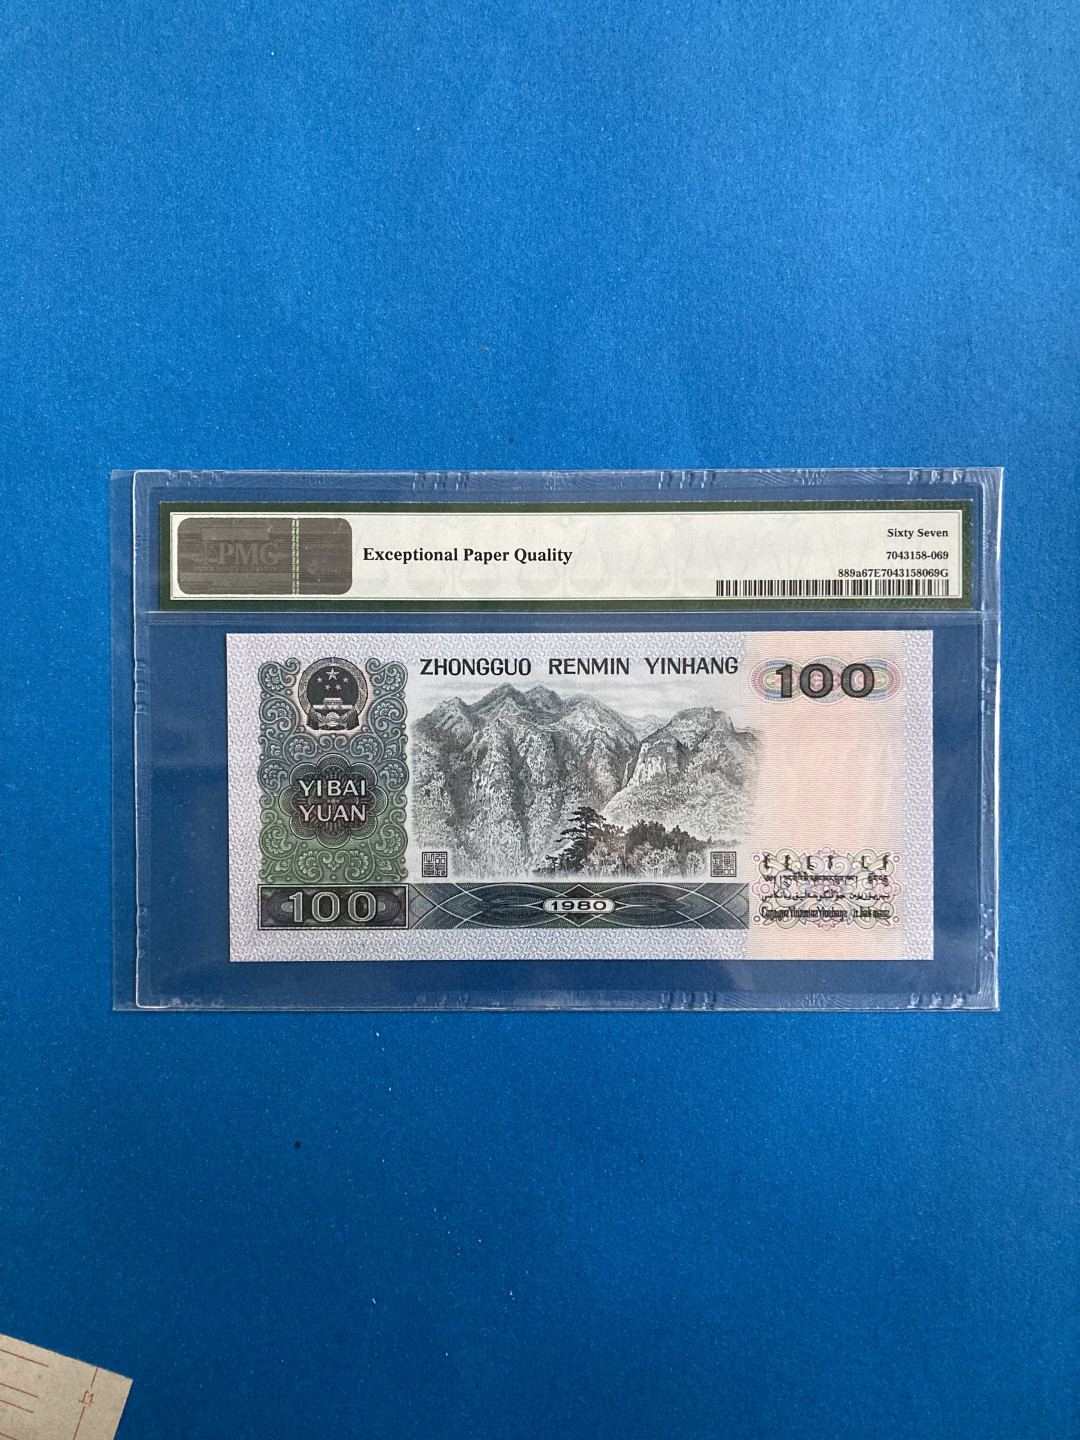 PMG
Exceptional Paper Quality
Sixty Seven
7043158-069
889a67E7043158069G
ZHONGGUO RENMIN YINHANG
100
YIBAI
YUAN
100
1980